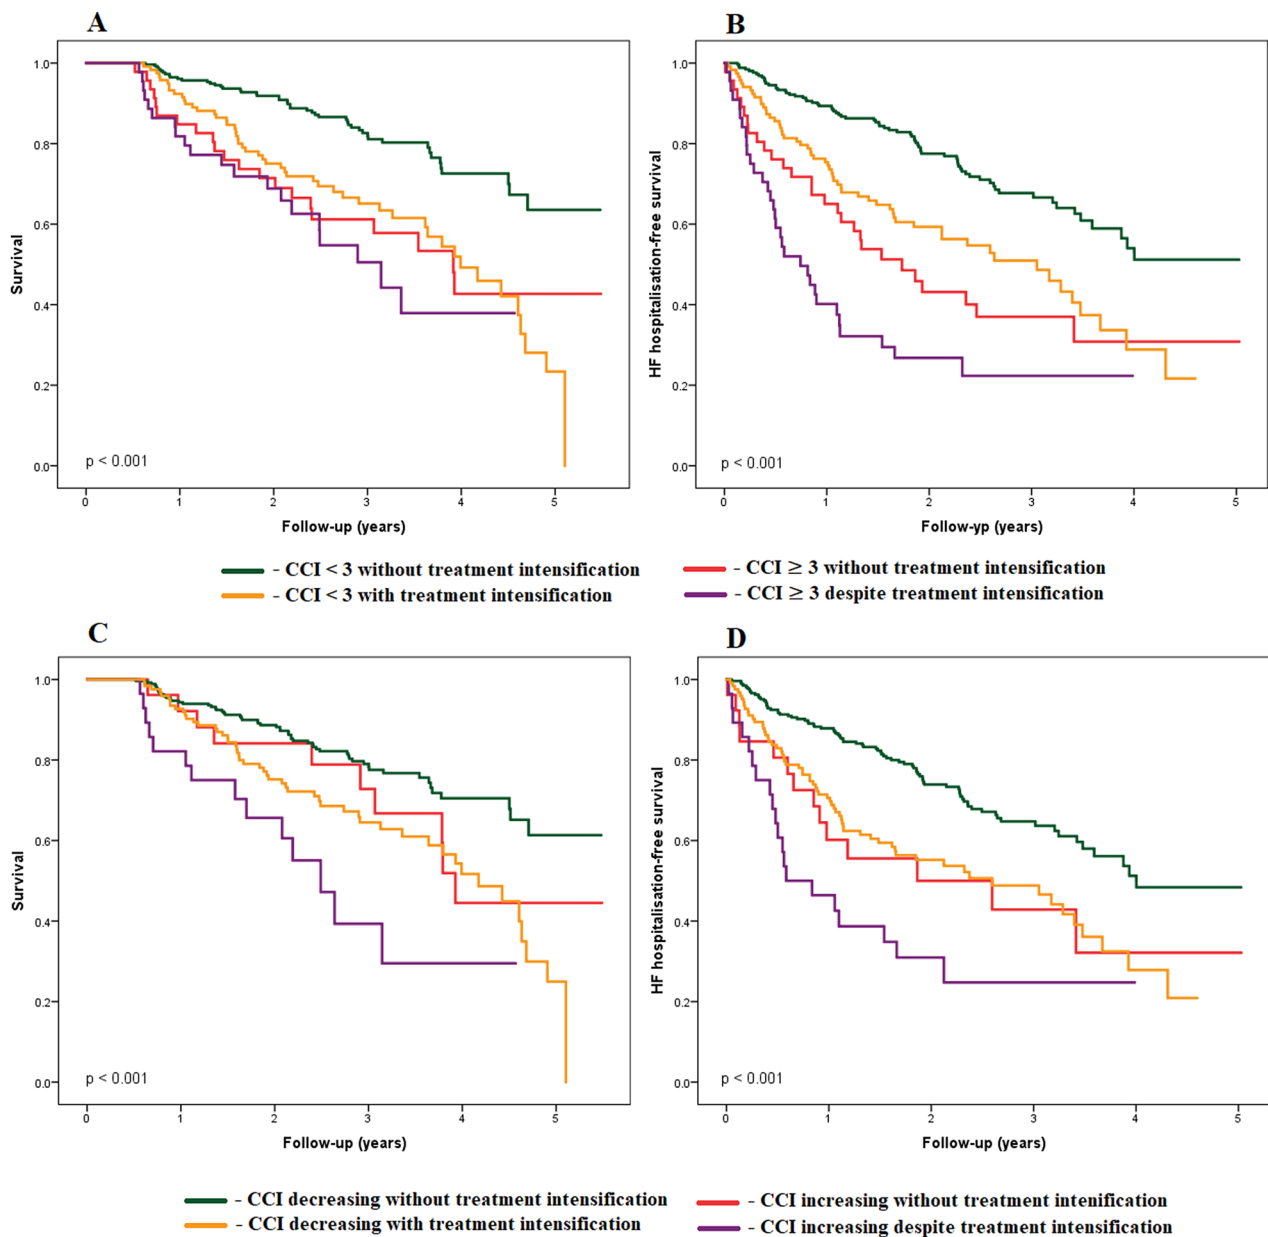 A
B
1.0
0.8
0.6
0.4
0.2
0.0
Survival
p < 0.001
0 1 2 3 4 5
Follow-up (years)
1.0
0.8
0.6
0.4
0.2
0.0
HF hospitalisation-free survival
p < 0.001
0 1 2 3 4 5
Follow-yp (years)
- CCI < 3 without treatment intensification
- CCI < 3 with treatment intensification
- CCI ≥ 3 without treatment intensification
- CCI ≥ 3 despite treatment intensification
C
D
1.0
0.8
0.6
0.4
0.2
0.0
Survival
p < 0.001
0 1 2 3 4 5
Follow-up (years)
1.0
0.8
0.6
0.4
0.2
0.0
HF hospitalisation-free survival
p < 0.001
0 1 2 3 4 5
Follow-up (years)
- CCI decreasing without treatment intensification
- CCI decreasing with treatment intensification
- CCI increasing without treatment intenification
- CCI increasing despite treatment intensification